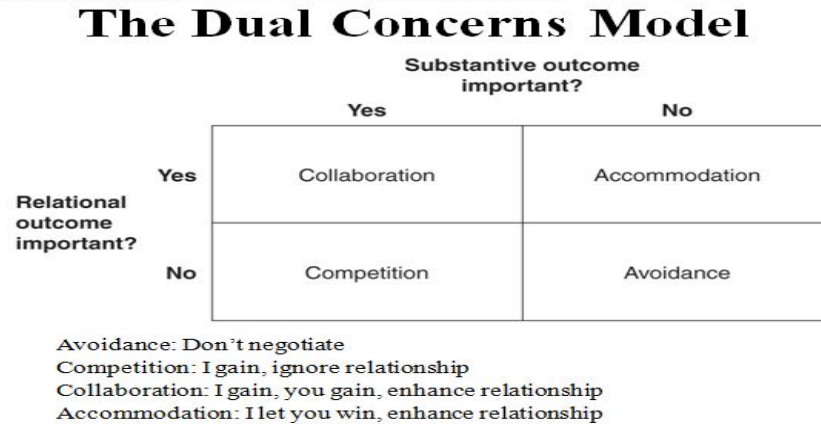 The Dual Concerns Model
Substantive outcome
important?
Yes No
Yes Collaboration Accommodation
Relational
outcome
important?
No Competition Avoidance
Avoidance: Don’t negotiate
Competition: I gain, ignore relationship
Collaboration: I gain, you gain, enhance relationship
Accommodation: I let you win, enhance relationship